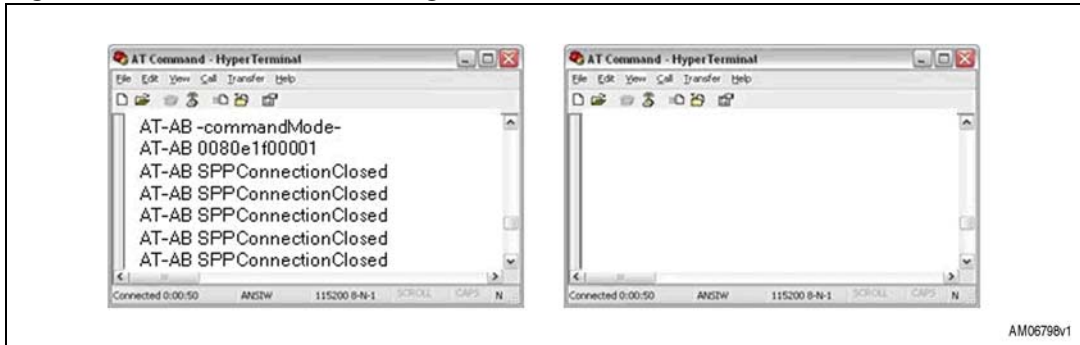 AT Command - HyperTerminal
File Edit View Call Transfer Help
AT-AB -commandMode-
AT-AB 0080e1f00001
AT-AB SPPConnectionClosed
AT-AB SPPConnectionClosed
AT-AB SPPConnectionClosed
AT-AB SPPConnectionClosed
AT-AB SPPConnectionClosed
Connected 0:00:50 ANSIW 115200 8-N-1 SCROLL CAPS N
AT Command - HyperTerminal
File Edit View Call Transfer Help
Connected 0:00:50 ANSIW 115200 8-N-1 SCROLL CAPS N
AM06798v1